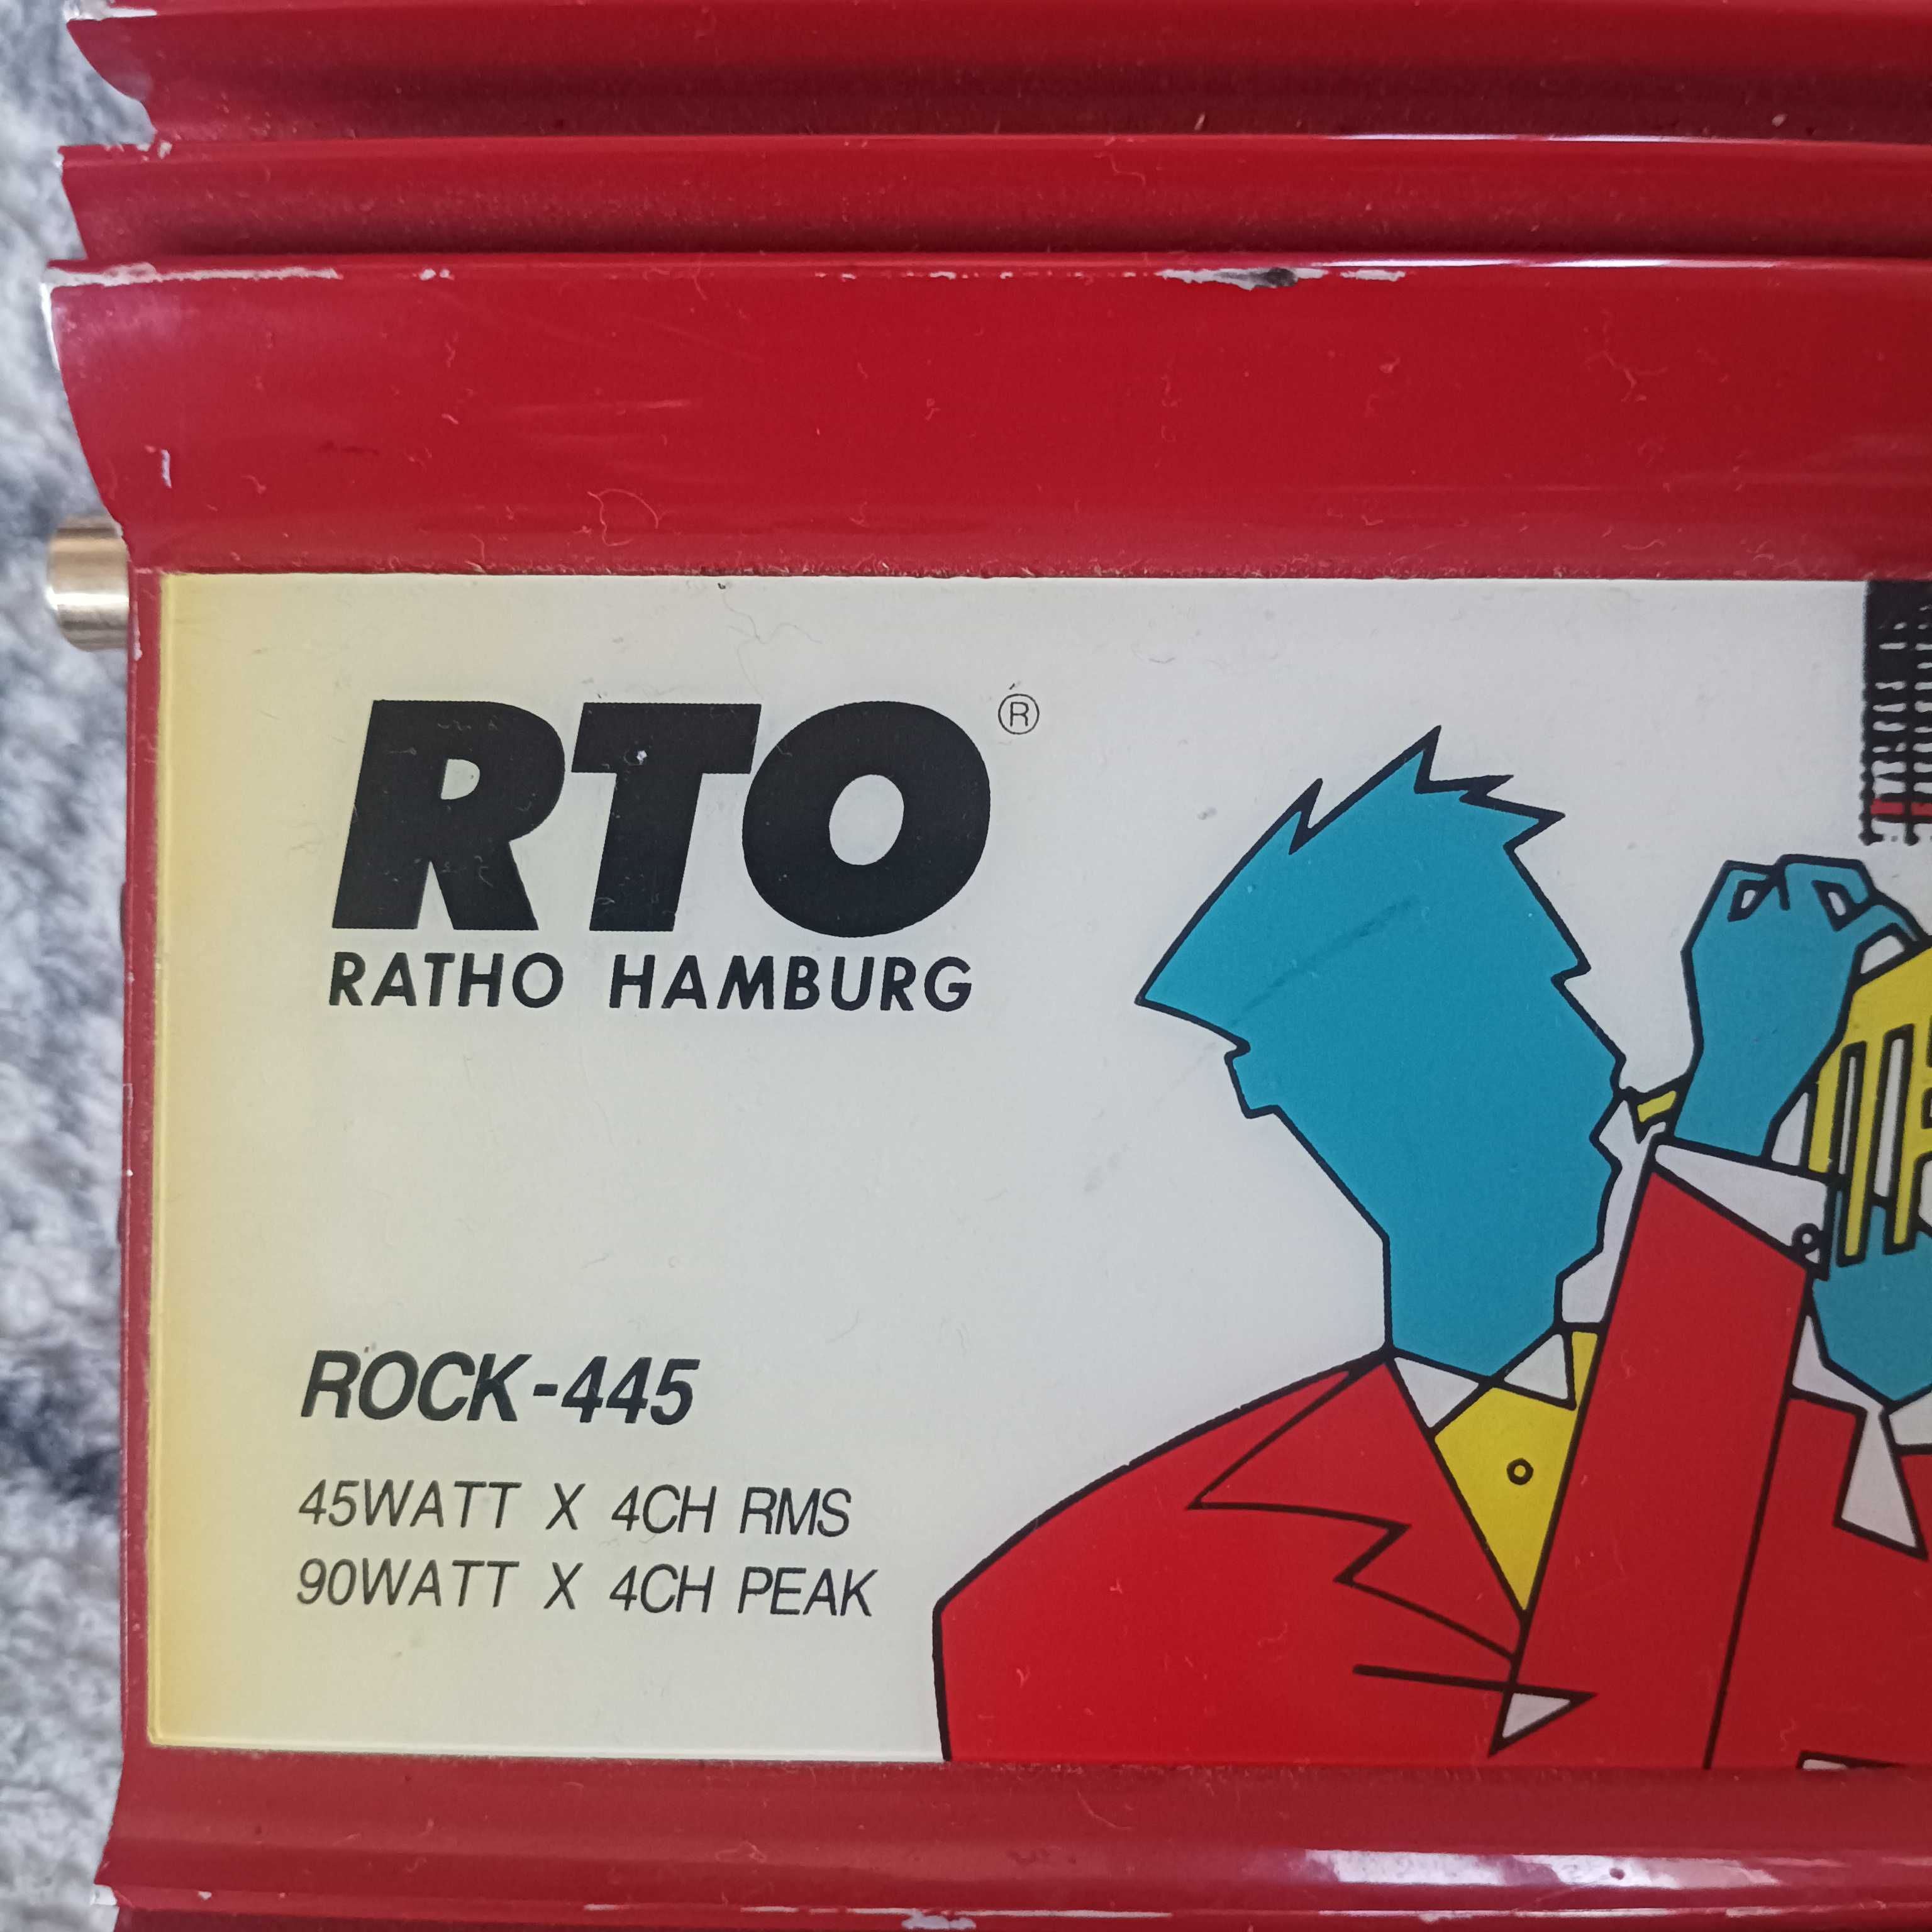 RTO®
RATHO HAMBURG
ROCK-445
45WATT X 4CH RMS
90WATT X 4CH PEAK